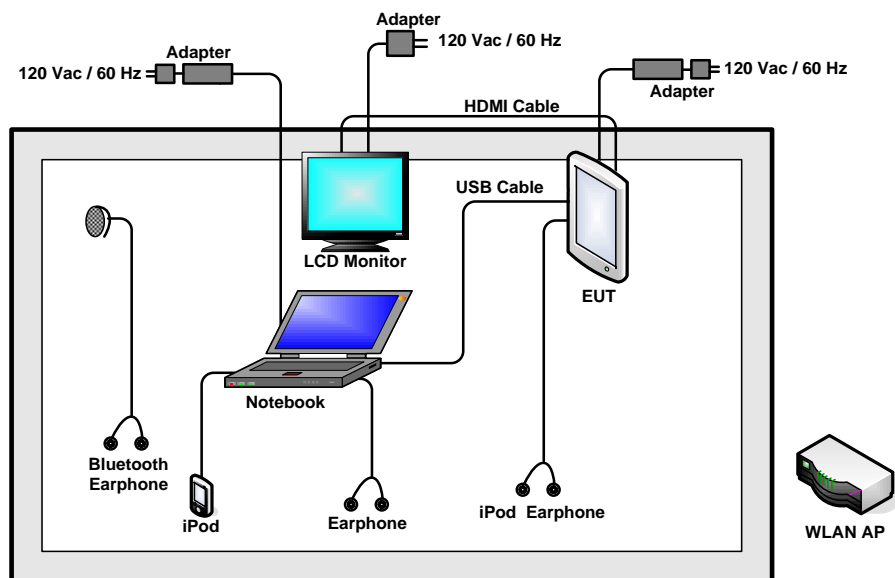 Adapter
120 Vac / 60 Hz
Adapter
120 Vac / 60 Hz
120 Vac / 60 Hz
Adapter
HDMI Cable
USB Cable
LCD Monitor
EUT
Notebook
Bluetooth
Earphone
iPod
Earphone
iPod Earphone
WLAN AP